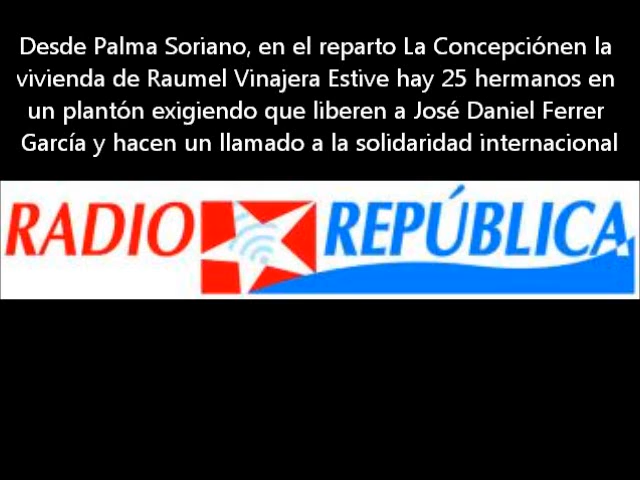 Desde Palma Soriano, en el reparto La Concepciónen la
vivienda de Raumel Vinajera Estive hay 25 hermanos en
un plantón exigiendo que liberen a José Daniel Ferrer
García y hacen un llamado a la solidaridad internacional
RADIO REPÚBLICA